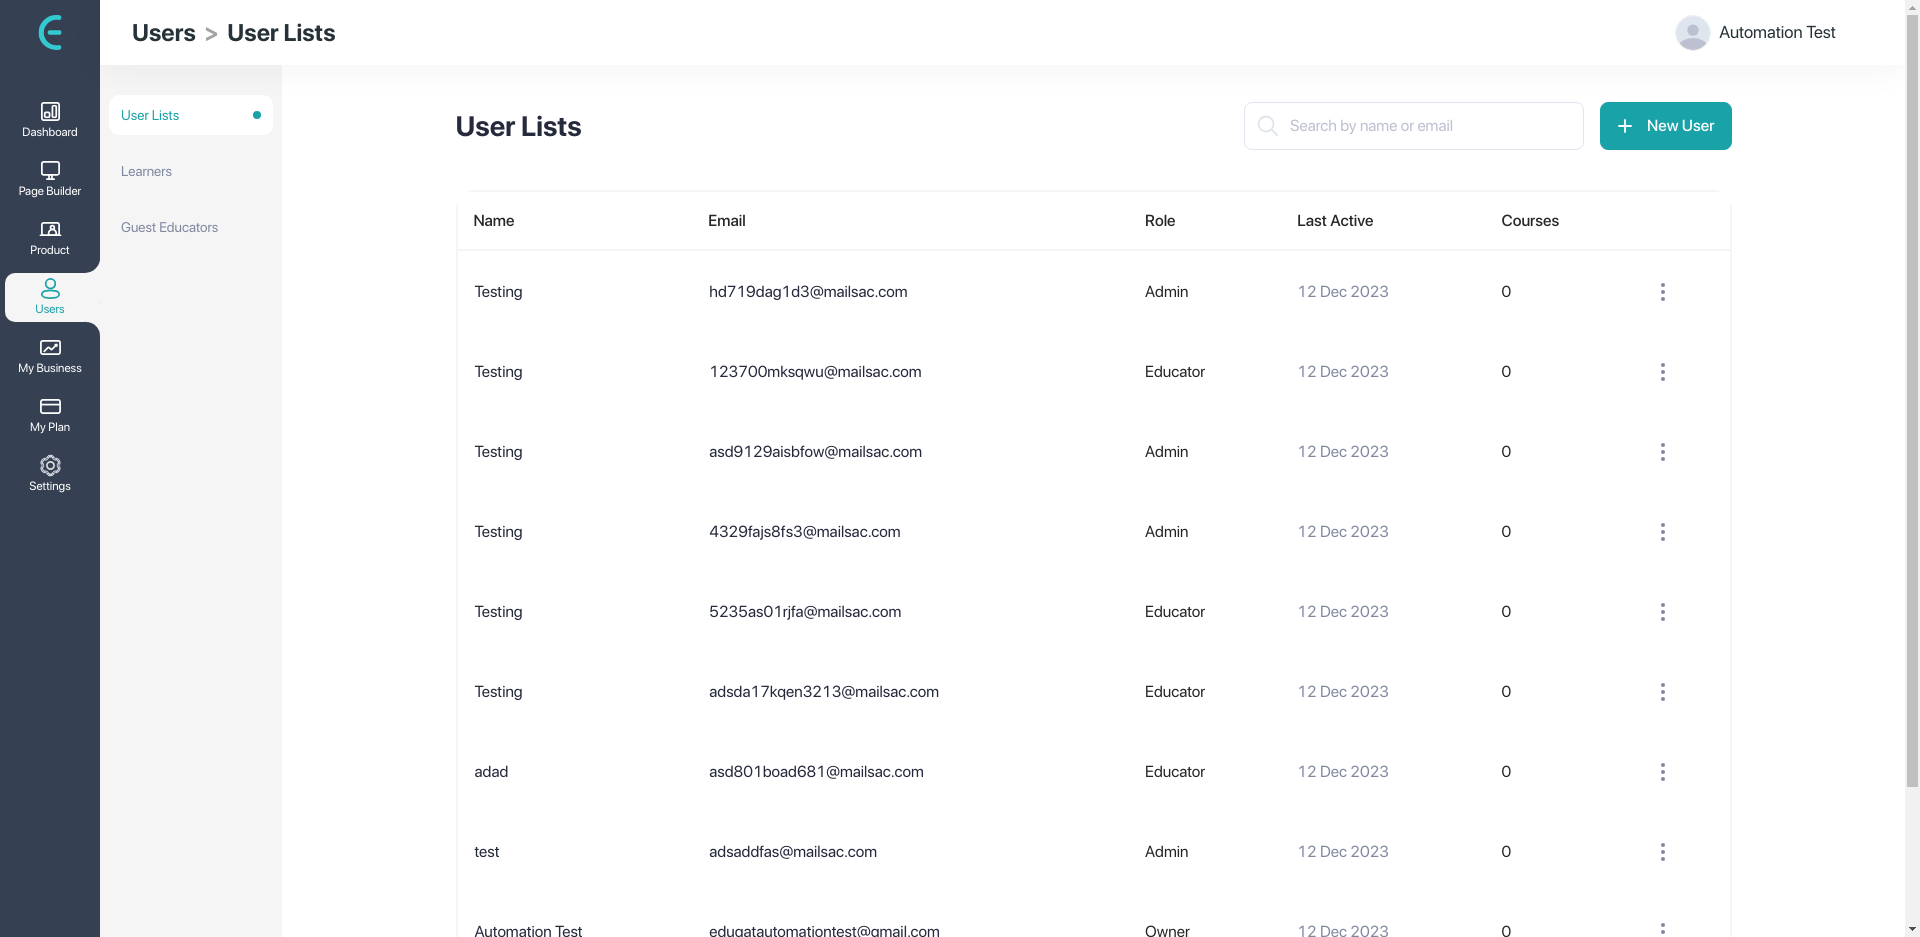 Users > User Lists
Automation Test
Dashboard
Page Builder
Product
Users
My Business
My Plan
Settings
User Lists
Learners
Guest Educators
User Lists
Search by name or email
New User
Name Email Role Last Active Courses
Testing hd719dag1d3@mailsac.com Admin 12 Dec 2023 0
Testing 123700mksqwu@mailsac.com Educator 12 Dec 2023 0
Testing asd9129aisbfow@mailsac.com Admin 12 Dec 2023 0
Testing 4329fajs8fs3@mailsac.com Admin 12 Dec 2023 0
Testing 5235as01rjfa@mailsac.com Educator 12 Dec 2023 0
Testing adsda17kqen3213@mailsac.com Educator 12 Dec 2023 0
adad asd801boad681@mailsac.com Educator 12 Dec 2023 0
test adsaddfas@mailsac.com Admin 12 Dec 2023 0
Automation Test edugatautomationtest@gmail.com Owner 12 Dec 2023 0